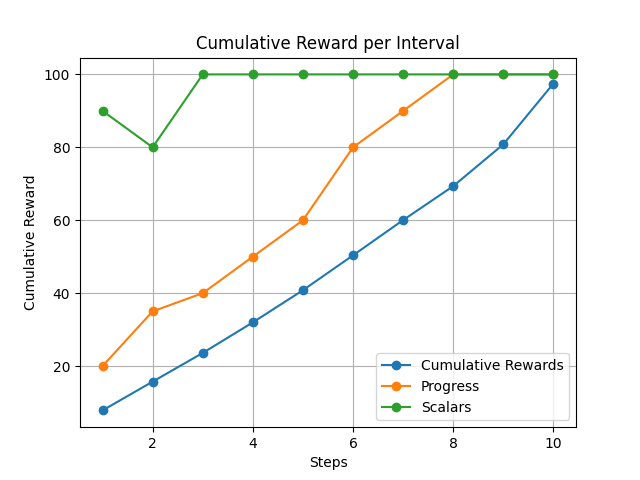 Cumulative Reward per Interval
Cumulative Reward
100
80
60
40
20
2
4
6
8
10
Steps
Cumulative Rewards
Progress
Scalars